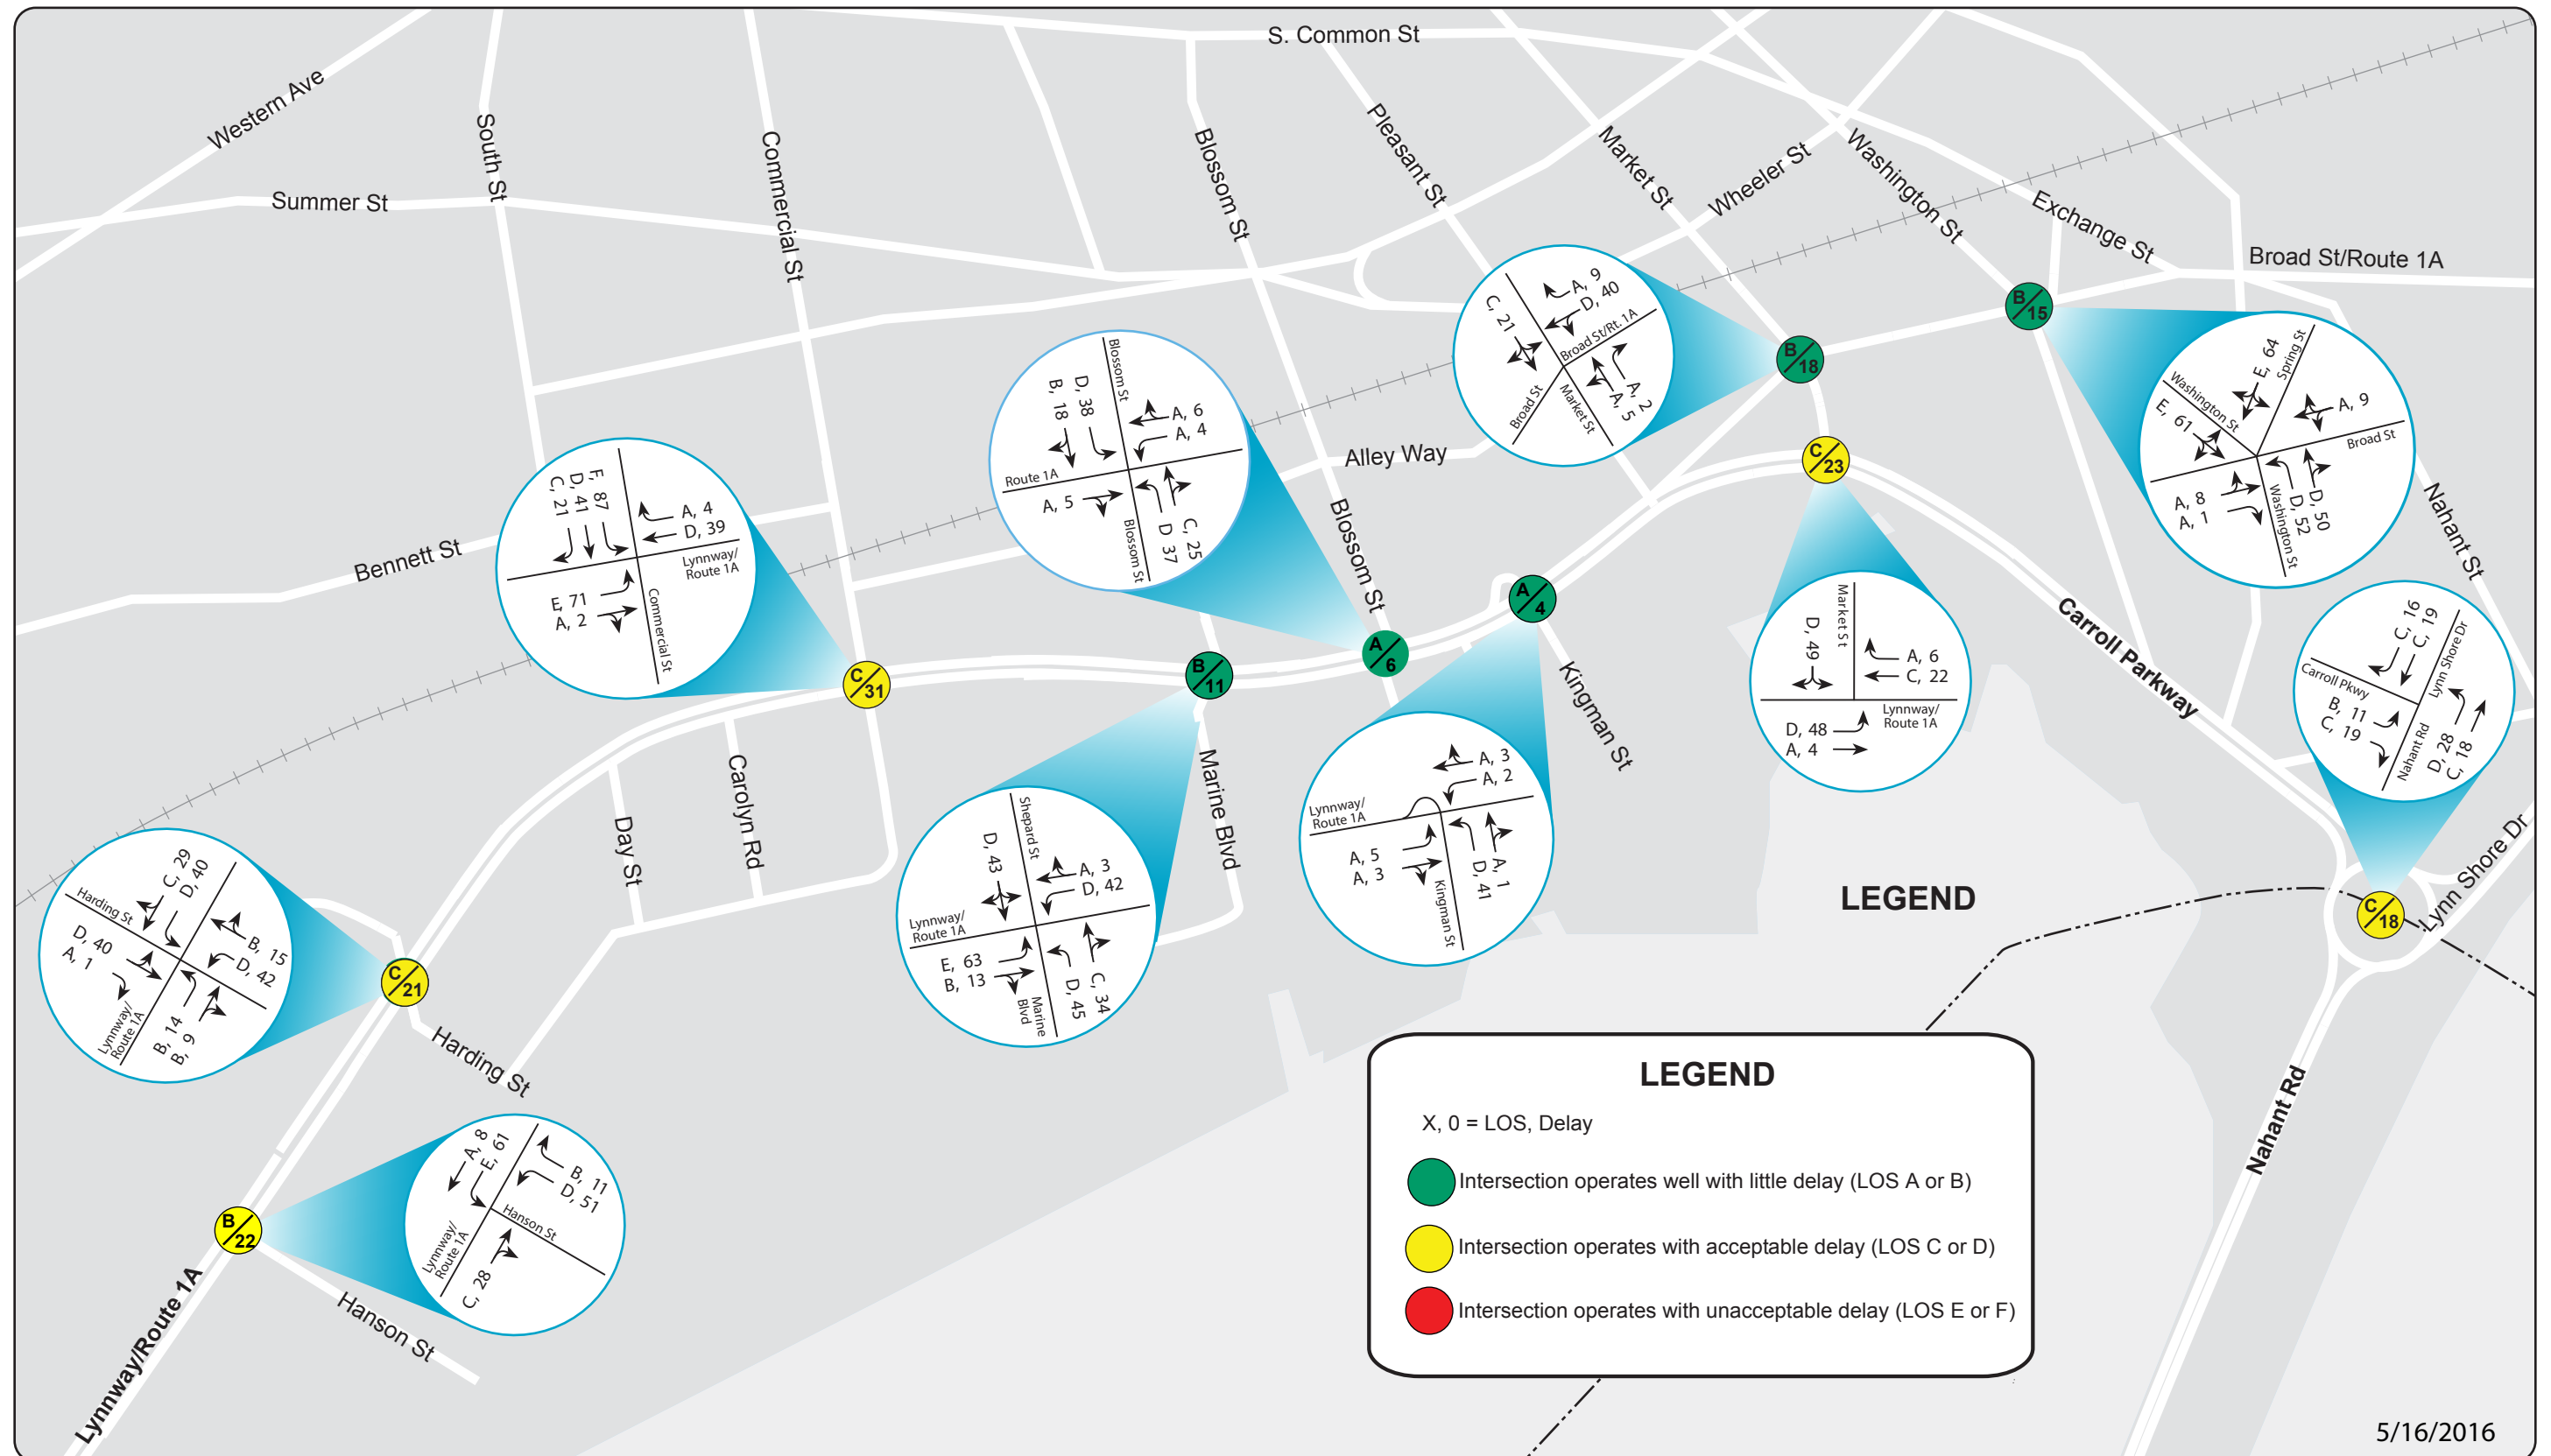 S. Common St
Western Ave
South St
Commercial St
Blossom St
Pleasant St
Market St
Wheeler St
Washington St
Exchange St
Broad St/Route 1A
Summer St
Bennett St
Alley Way
Blossom St
Kingman St
Carroll Parkway
Nahant St
Lynn Shore Dr
Nahant Rd
Marine Blvd
Carolyn Rd
Day St
Harding St
Hanson St
Lynnway/Route 1A
B/15
B/18
C/23
A/4
A/6
B/11
C/31
C/21
B/22
C/18
C, 21
A, 9
D, 40
Broad St/Rt. 1A
Broad St
Market St
A, 2
A, 5
E, 64
Spring St
Washington St
E, 61
A, 9
Broad St
A, 8
A, 1
Washington St
D, 52
D, 50
B, 18
D, 38
Blossom St
A, 6
A, 4
Route 1A
A, 5
Blossom St
D 37
C, 25
C, 21
D, 41
F, 87
A, 4
D, 39
Lynnway/
Route 1A
E, 71
A, 2
Commercial St
D, 49
Market St
A, 6
C, 22
Lynnway/
Route 1A
D, 48
A, 4
C, 16
C, 19
Lynn Shore Dr
Carroll Pkwy
B, 11
C, 19
Nahant Rd
D, 28
C, 18
A, 3
A, 2
Lynnway/
Route 1A
A, 5
A, 3
Kingman St
D, 41
A, 1
D, 43
Shepard St
A, 3
D, 42
Lynnway/
Route 1A
E, 63
B, 13
Marine
Blvd
D, 45
C, 34
C, 29
D, 40
Harding St
D, 40
A, 1
B, 15
D, 42
Lynnway/
Route 1A
B, 14
B, 9
A, 8
E, 61
B, 11
D, 51
Hanson St
Lynnway/
Route 1A
C, 28
LEGEND
LEGEND
X, 0 = LOS, Delay
Intersection operates well with little delay (LOS A or B)
Intersection operates with acceptable delay (LOS C or D)
Intersection operates with unacceptable delay (LOS E or F)
5/16/2016